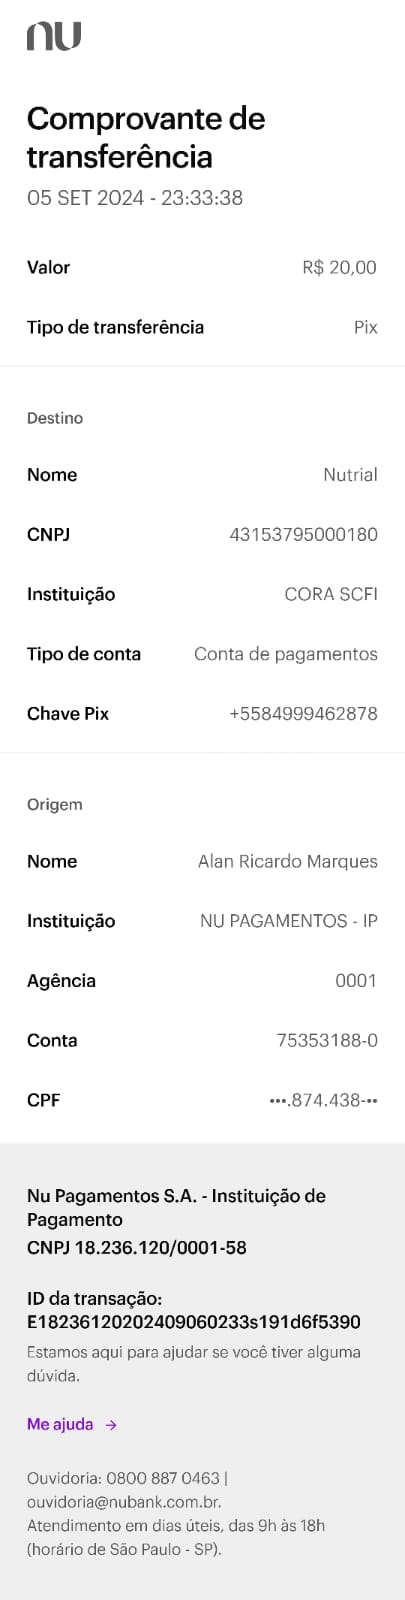 nu
Comprovante de
transferência
05 SET 2024 - 23:33:38
Valor R$ 20,00
Tipo de transferência Pix
Destino
Nome Nutrial
CNPJ 43153795000180
Instituição CORA SCFI
Tipo de conta Conta de pagamentos
Chave Pix +5584999462878
Origem
Nome Alan Ricardo Marques
Instituição NU PAGAMENTOS - IP
Agência 0001
Conta 75353188-0
CPF •••.874.438-••
Nu Pagamentos S.A. - Instituição de
Pagamento
CNPJ 18.236.120/0001-58
ID da transação:
E18236120202409060233s191d6f5390
Estamos aqui para ajudar se você tiver alguma
dúvida.
Me ajuda →
Ouvidoria: 0800 887 0463 |
ouvidoria@nubank.com.br.
Atendimento em dias úteis, das 9h às 18h
(horário de São Paulo - SP).